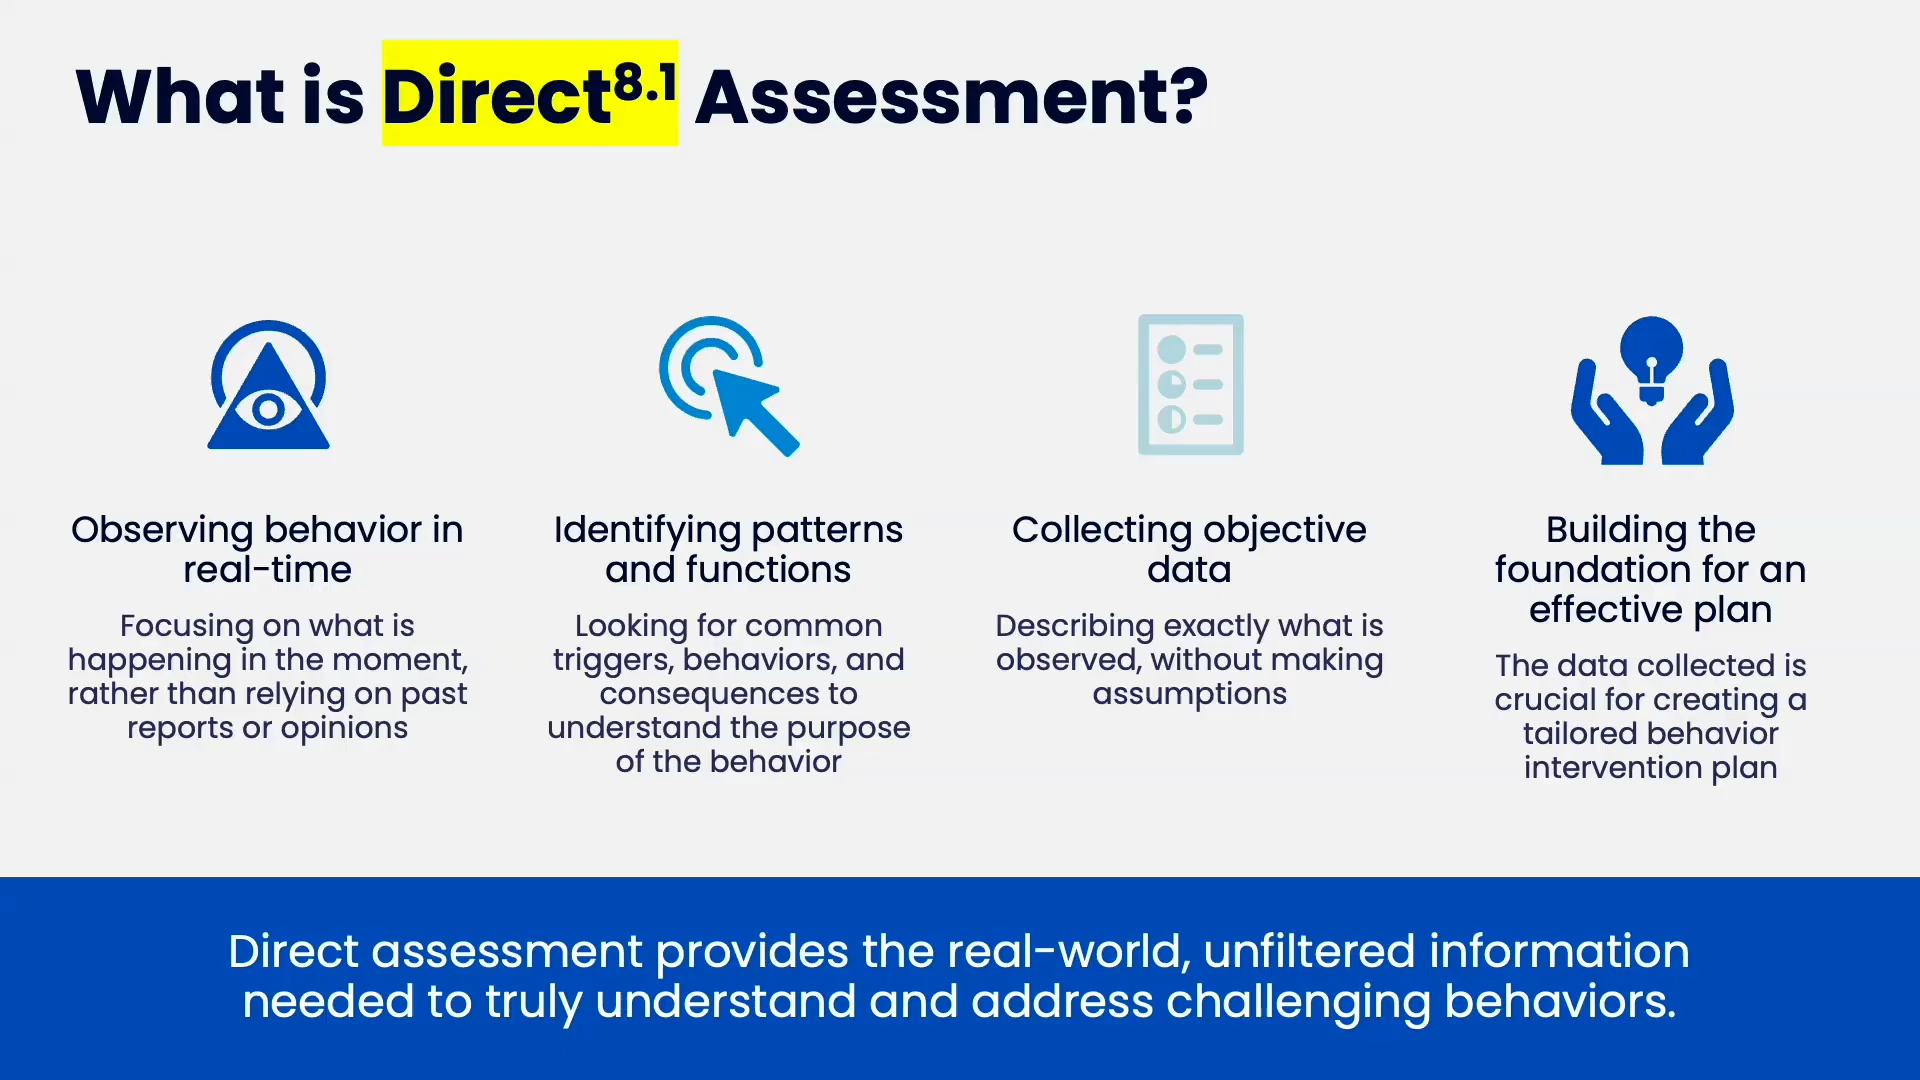 What is Direct8.1 Assessment?
Observing behavior in
real-time
Focusing on what is
happening in the moment,
rather than relying on past
reports or opinions
Identifying patterns
and functions
Looking for common
triggers, behaviors, and
consequences to
understand the purpose
of the behavior
Collecting objective
data
Describing exactly what is
observed, without making
assumptions
Building the
foundation for an
effective plan
The data collected is
crucial for creating a
tailored behavior
intervention plan
Direct assessment provides the real-world, unfiltered information
needed to truly understand and address challenging behaviors.